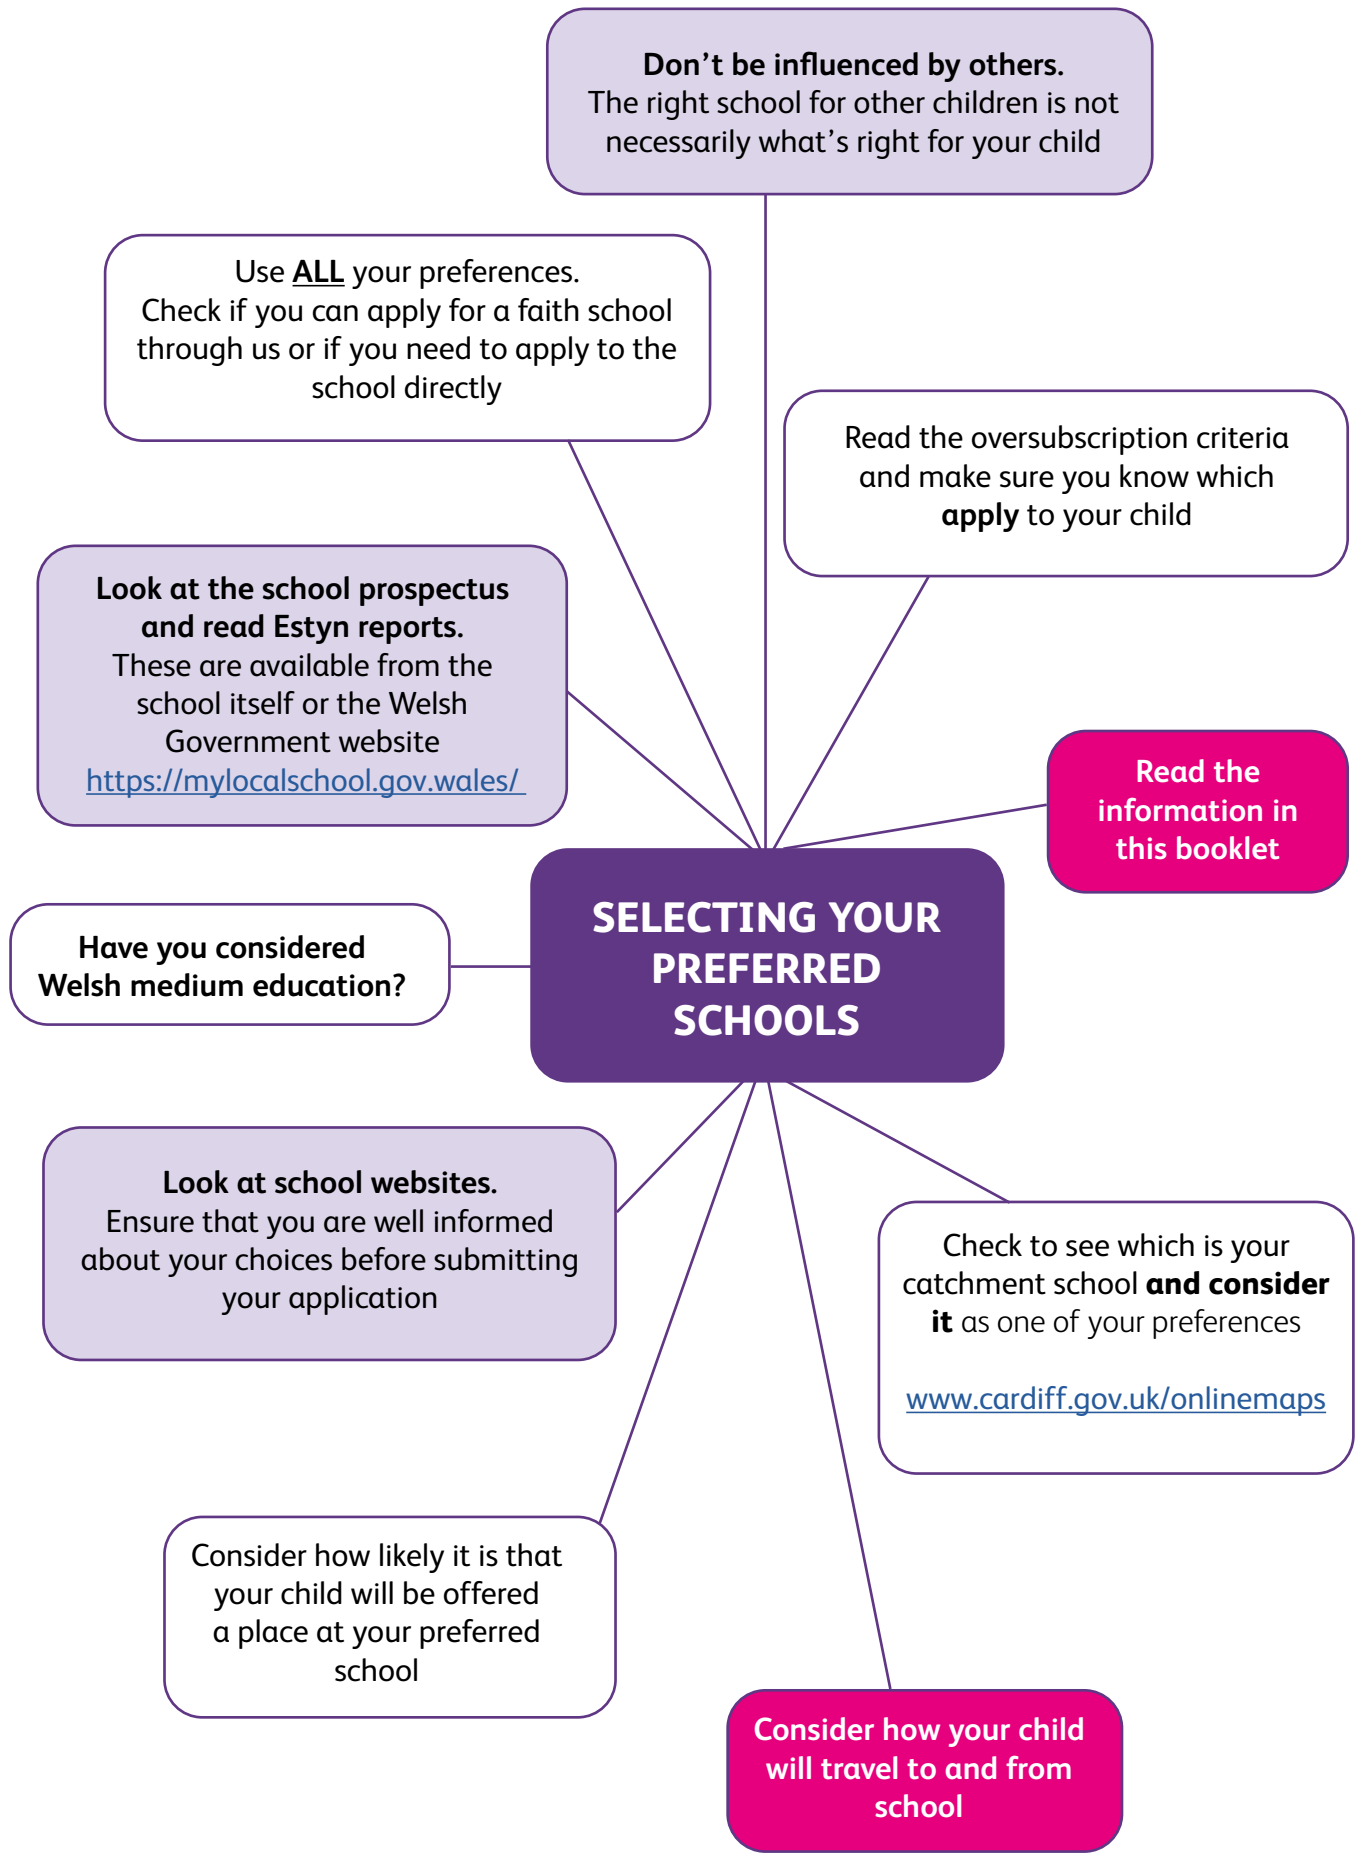 Don’t be influenced by others.
The right school for other children is not
necessarily what’s right for your child
Use ALL your preferences.
Check if you can apply for a faith school
through us or if you need to apply to the
school directly
Read the oversubscription criteria
and make sure you know which
apply to your child
Look at the school prospectus
and read Estyn reports.
These are available from the
school itself or the Welsh
Government website
https://mylocalschool.gov.wales/
Read the
information in
this booklet
SELECTING YOUR
PREFERRED
SCHOOLS
Have you considered
Welsh medium education?
Look at school websites.
Ensure that you are well informed
about your choices before submitting
your application
Check to see which is your
catchment school and consider
it as one of your preferences
www.cardiff.gov.uk/onlinemaps
Consider how likely it is that
your child will be offered
a place at your preferred
school
Consider how your child
will travel to and from
school